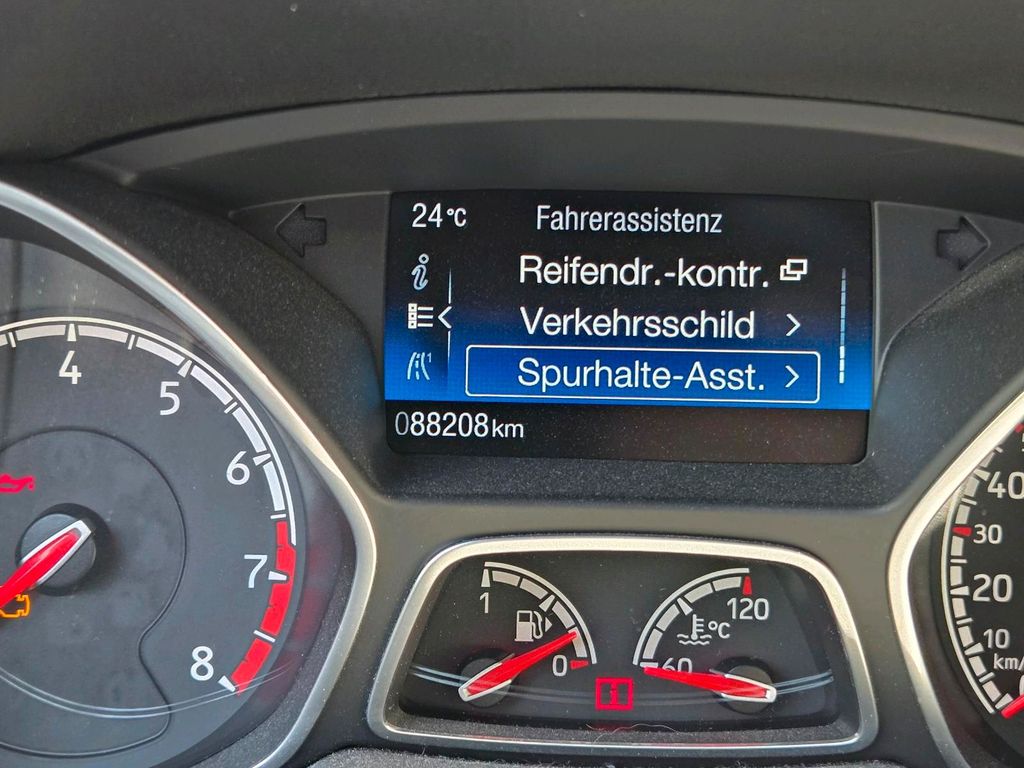 24°C Fahrerassistenz
Reifendr.-kontr.
Verkehrsschild
Spurhalte-Asst.
088208km
4
5
6
7
8
1
0
60
120
°C
40
30
20
10
km/